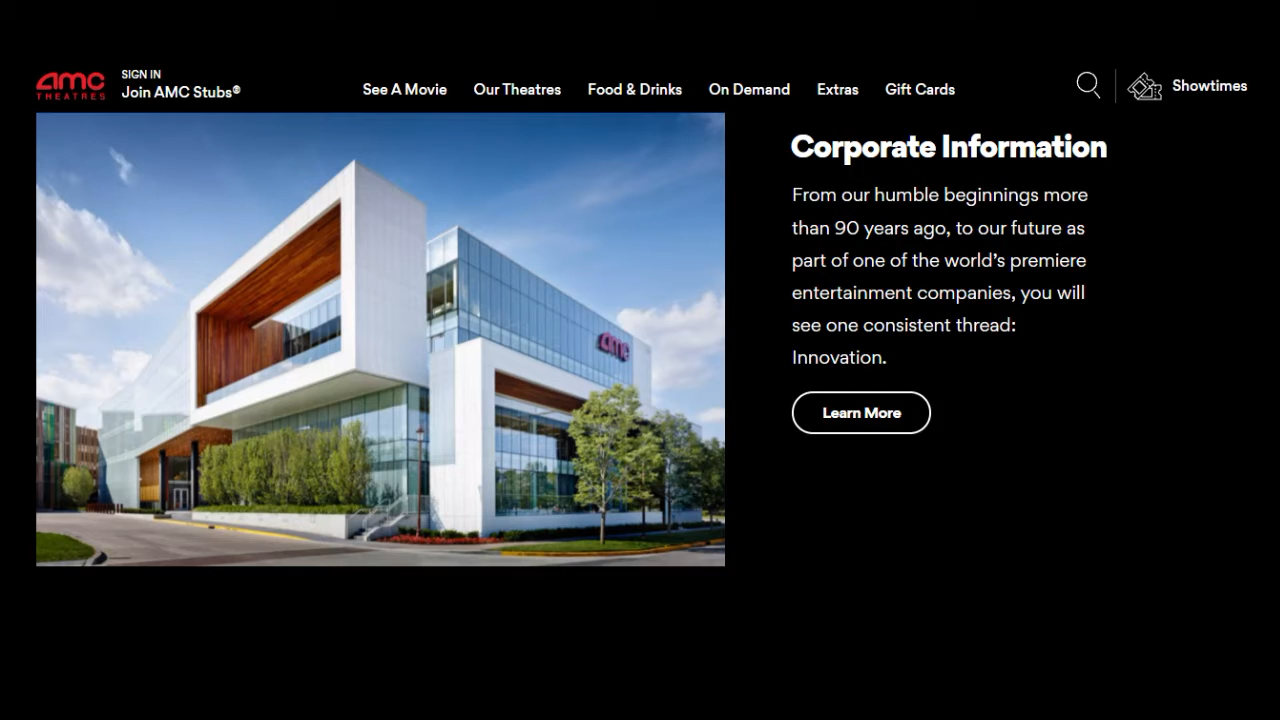 amc
THEATRES
SIGN IN
Join AMC Stubs®
See A Movie
Our Theatres
Food & Drinks
On Demand
Extras
Gift Cards
Showtimes
amc
Corporate Information
From our humble beginnings more
than 90 years ago, to our future as
part of one of the world’s premiere
entertainment companies, you will
see one consistent thread:
Innovation.
Learn More